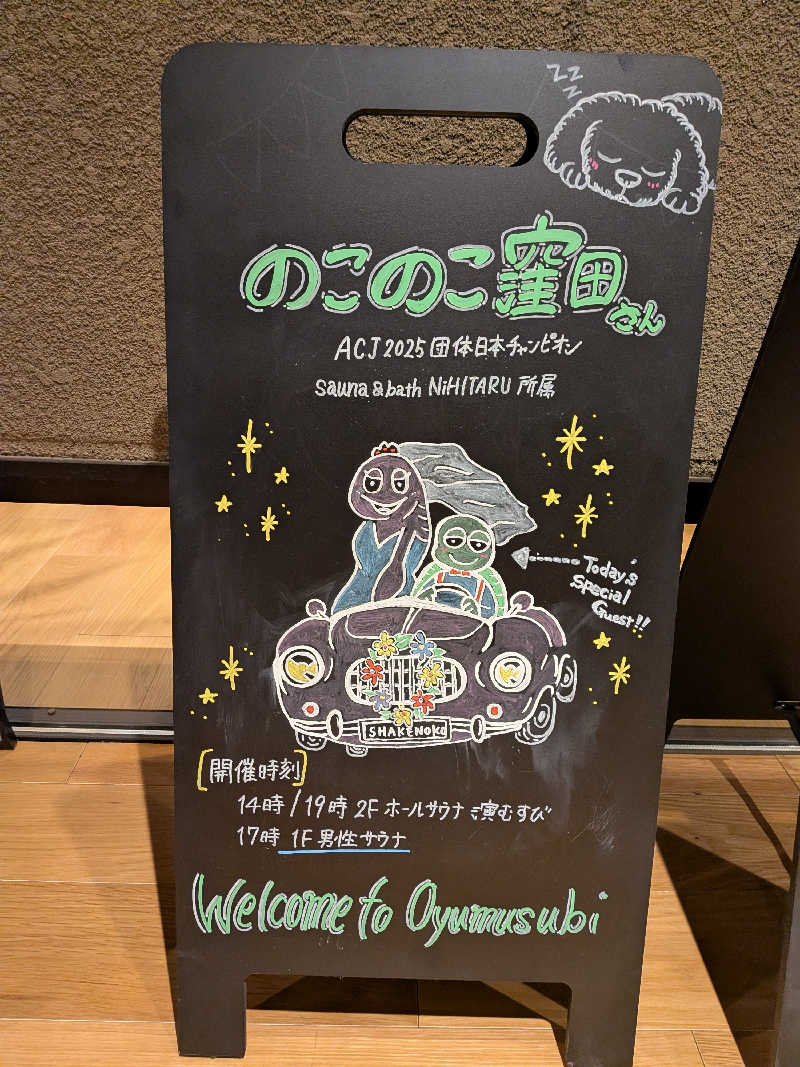 zzz
のこのこ窪田さん
ACJ 2025 団体日本チャンピオン
sauna & bath NiHITARU 所属
Today's
Special
Guest!!
SHAKENOKO
[開催時刻]
14時/19時 2F ホールサウナ :演むすび
17時 1F 男性サウナ
Welcome to Oyumusubi